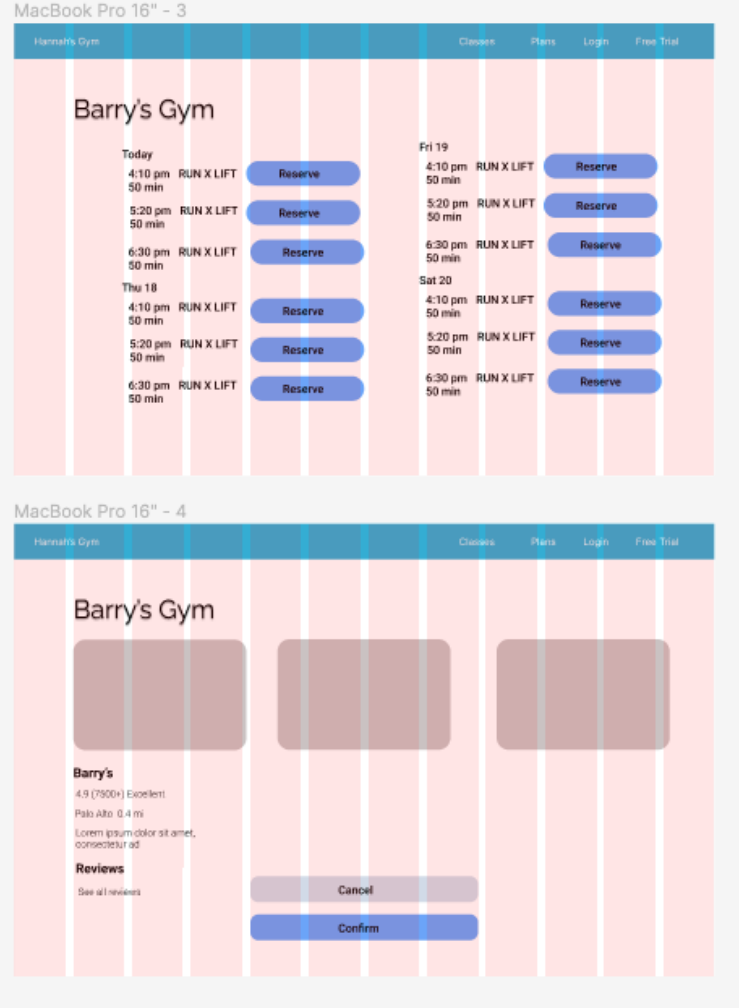 MacBook Pro 16" - 3
Hannah's Gym Classes Plans Login Free Trial
Barry's Gym
Today
4:10 pm RUN X LIFT Reserve
50 min
5:20 pm RUN X LIFT Reserve
50 min
6:30 pm RUN X LIFT Reserve
50 min
Thu 18
4:10 pm RUN X LIFT Reserve
50 min
5:20 pm RUN X LIFT Reserve
50 min
6:30 pm RUN X LIFT Reserve
50 min
Fri 19
4:10 pm RUN X LIFT Reserve
50 min
5:20 pm RUN X LIFT Reserve
50 min
6:30 pm RUN X LIFT Reserve
50 min
Sat 20
4:10 pm RUN X LIFT Reserve
50 min
5:20 pm RUN X LIFT Reserve
50 min
6:30 pm RUN X LIFT Reserve
50 min
MacBook Pro 16" - 4
Hannah's Gym Classes Plans Login Free Trial
Barry's Gym
Barry's
4.9 (7500+) Excellent
Palo Alto 0.4 mi
Lorem ipsum dolor sit amet,
consectetur ad
Reviews
See all reviews
Cancel
Confirm